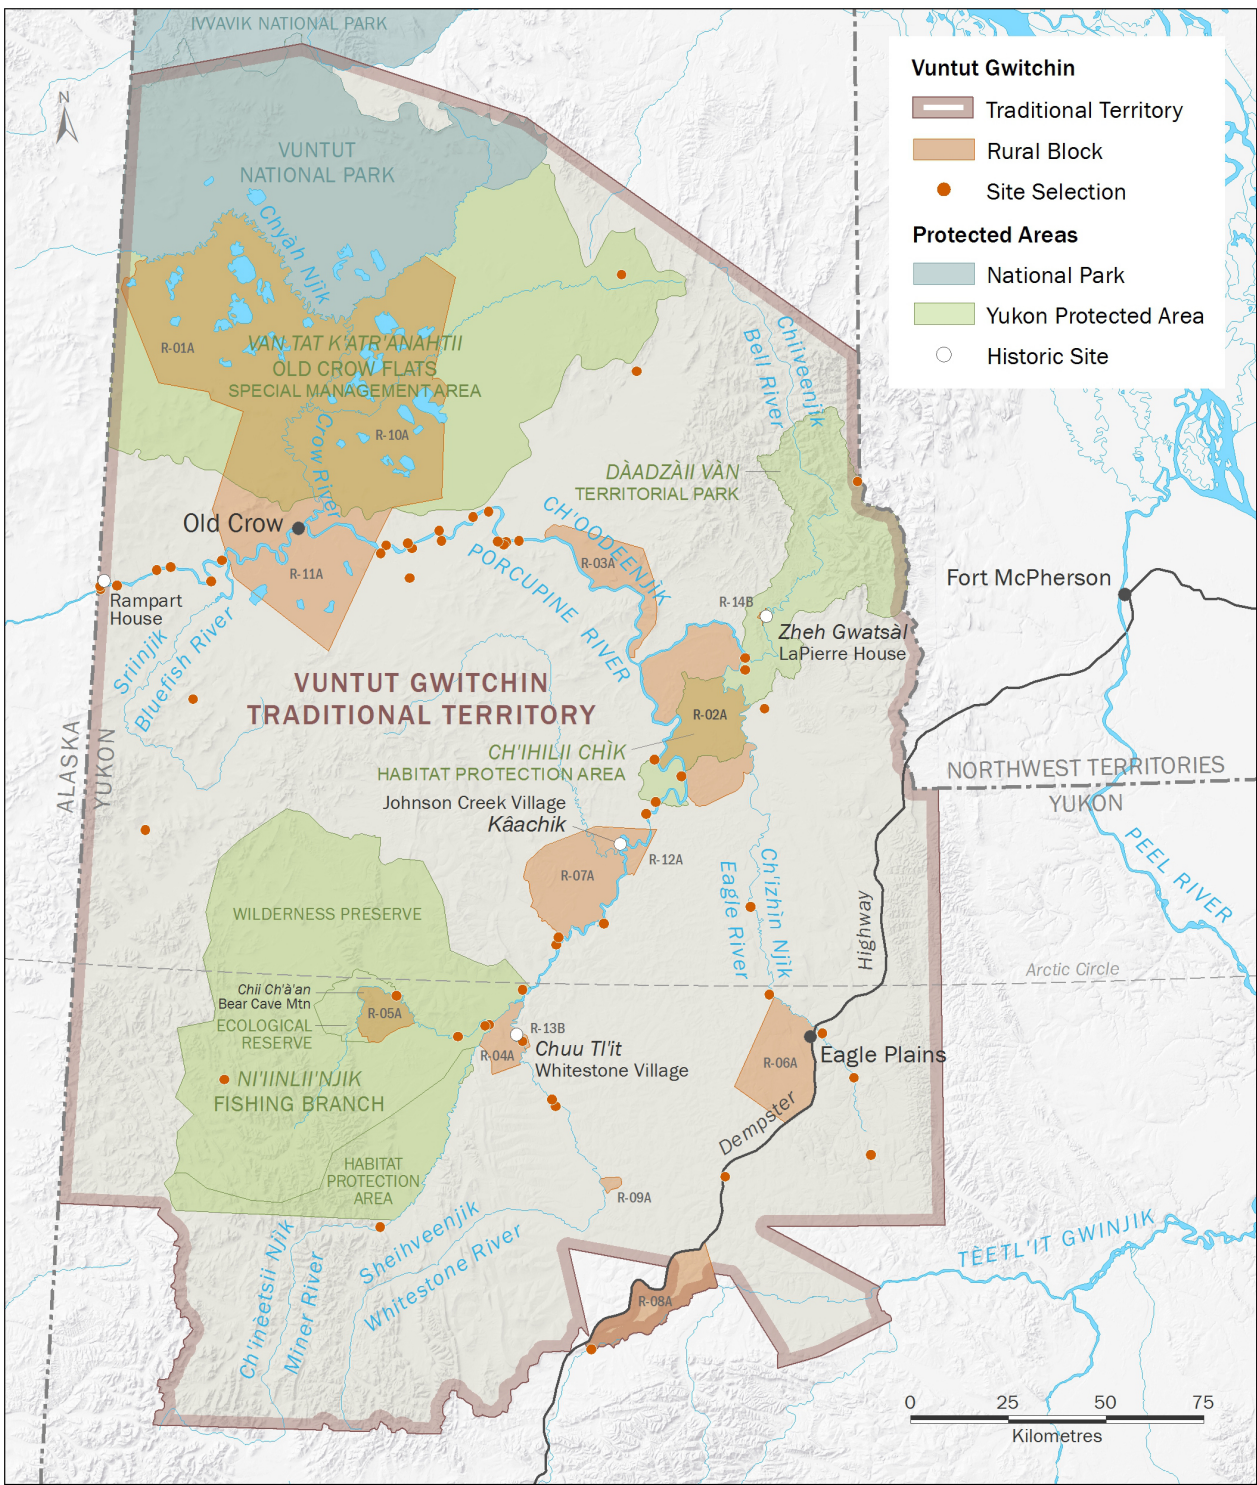 IVVAVIK NATIONAL PARK
N
VUNTUT
NATIONAL PARK
Chyàh Njik
R-01A
VAN TAT K'ATR'ANAHTII
OLD CROW FLATS
SPECIAL MANAGEMENT AREA
R-10A
Crow River
Chiiveenjik
Bell River
DÀADZÀII VÀN
TERRITORIAL PARK
Old Crow
CH'OODEENJÌK
PORCUPINE RIVER
R-03A
R-11A
Rampart
House
Sriinjik
Bluefish River
R-14B
Zheh Gwatsàl
LaPierre House
Fort McPherson
VUNTUT GWITCHIN
TRADITIONAL TERRITORY
R-02A
CH'IHILII CHÌK
HABITAT PROTECTION AREA
ALASKA
YUKON
NORTHWEST TERRITORIES
YUKON
Johnson Creek Village
Kâachik
R-12A
R-07A
PEEL RIVER
Ch'izhìn Njik
Eagle River
Highway
WILDERNESS PRESERVE
Arctic Circle
Chii Ch'à'an
Bear Cave Mtn
R-05A
ECOLOGICAL
RESERVE
R-13B
R-04A
Chuu Tl'it
Whitestone Village
Eagle Plains
R-06A
NI'IINLII'NJIK
FISHING BRANCH
Dempster
HABITAT
PROTECTION
AREA
R-09A
Ch'inèetsii Njik
Miner River
Sheihveenjik
Whitestone River
TÈETL'IT GWINJIK
R-08A
Vuntut Gwitchin
Traditional Territory
Rural Block
Site Selection
Protected Areas
National Park
Yukon Protected Area
Historic Site
0 25 50 75
Kilometres